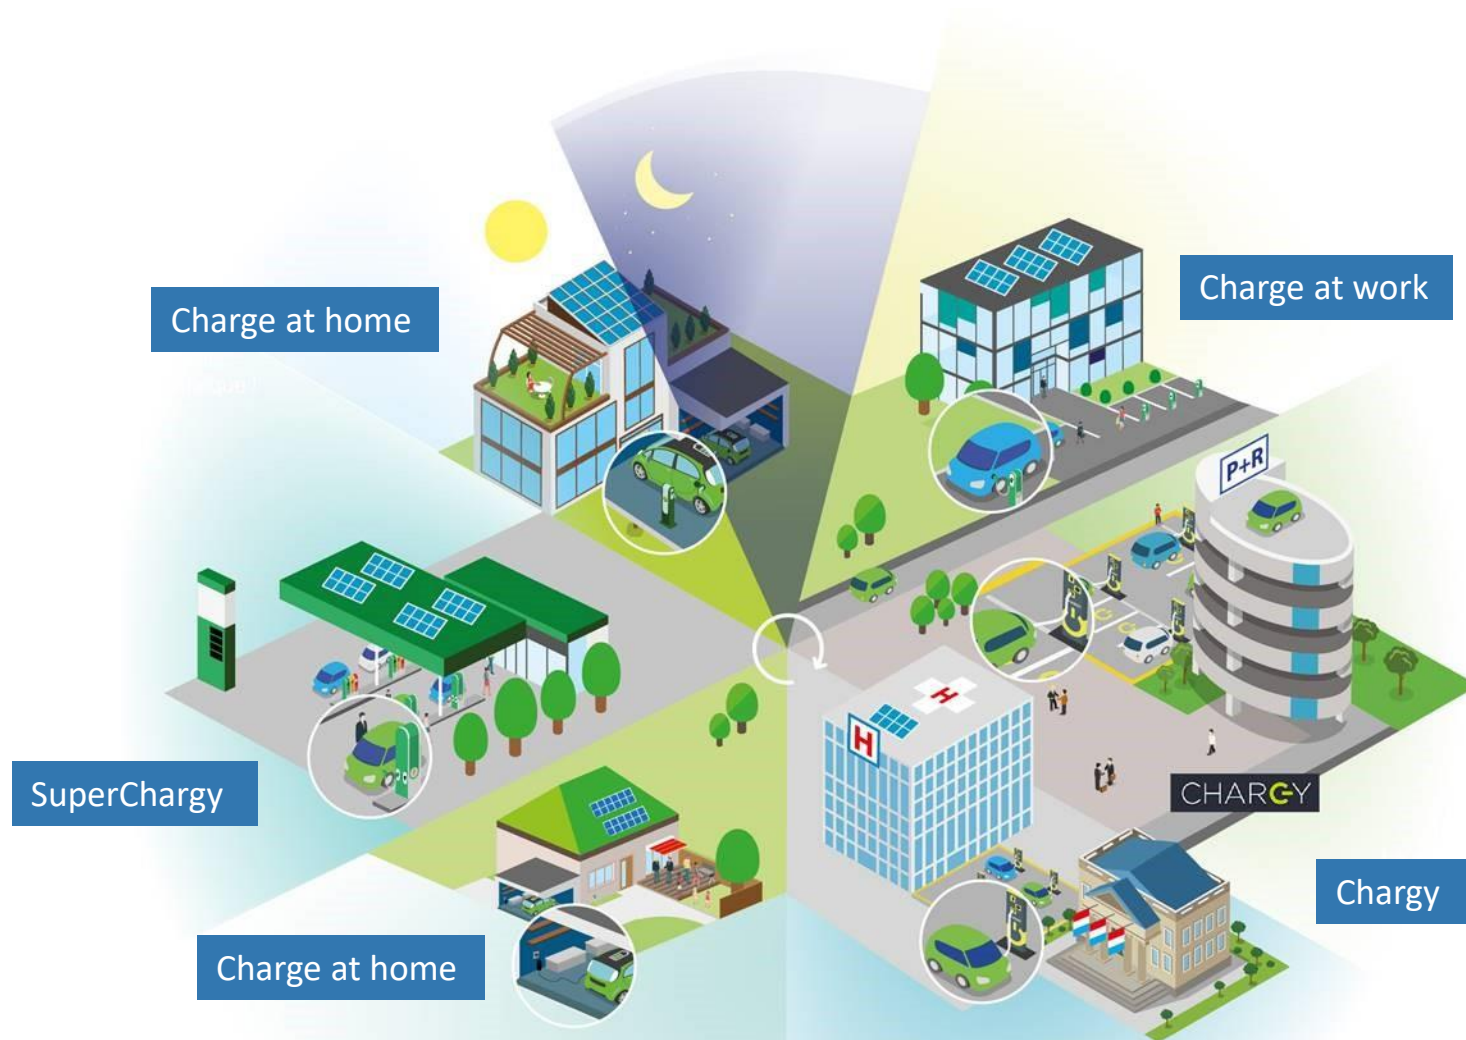 Charge at home
Charge at work
P+R
H
H
SuperChargy
CHARGY
Chargy
Charge at home